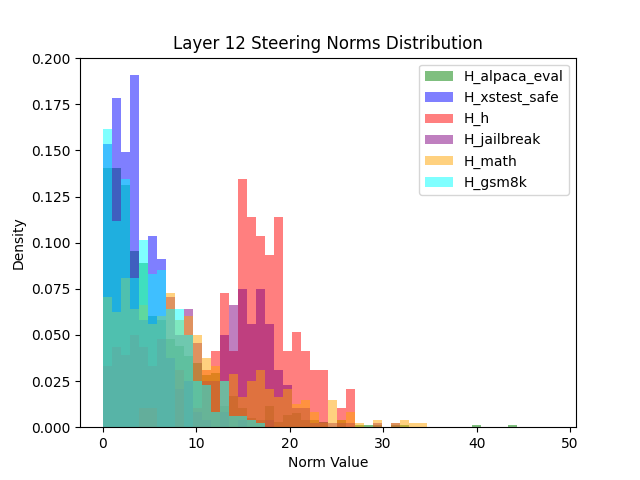 Layer 12 Steering Norms Distribution
0.200
0.175
0.150
0.125
0.100
0.075
0.050
0.025
0.000
Density
H_alpaca_eval
H_xstest_safe
H_h
H_jailbreak
H_math
H_gsm8k
0 10 20 30 40 50
Norm Value